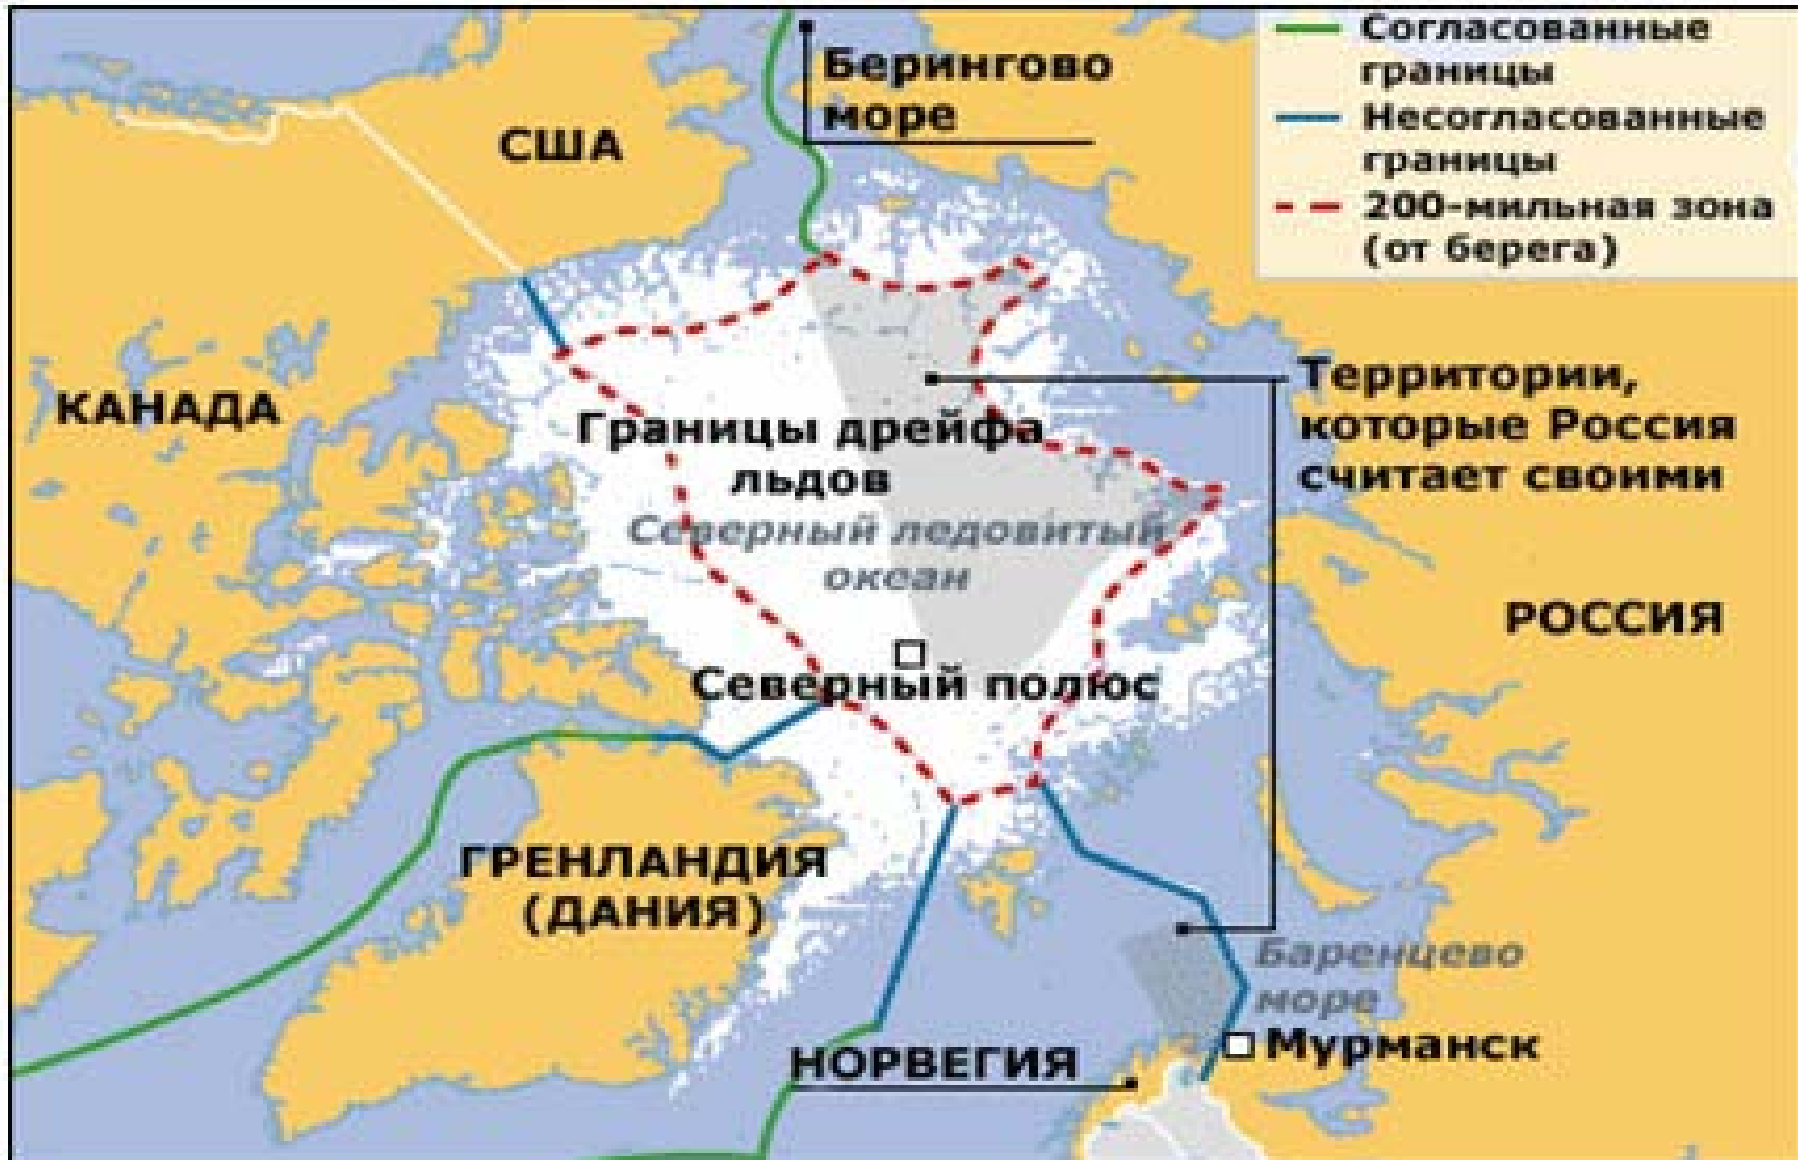 Согласованные
границы
Несогласованные
границы
200-мильная зона
(от берега)
Берингово
море
США
КАНАДА
Территории,
которые Россия
считает своими
Границы дрейфа
льдов
Северный ледовитый
океан
РОССИЯ
Северный полюс
ГРЕНЛАНДИЯ
(ДАНИЯ)
Баренцево
море
Мурманск
НОРВЕГИЯ